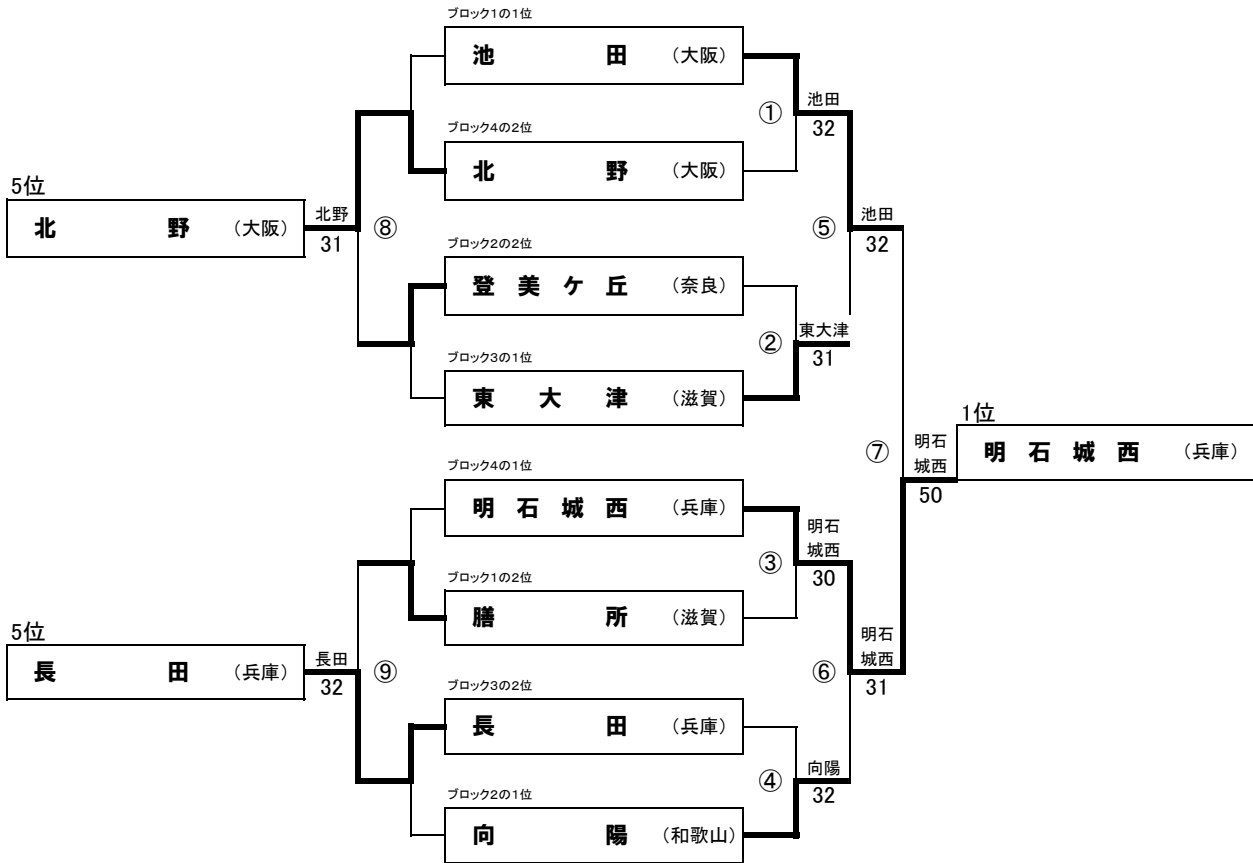 ブロック1の1位
池 田 (大阪)
① 池田
32
ブロック4の2位
北 野 (大阪)
5位
北 野 (大阪)
北野
31
⑧
⑤ 池田
32
ブロック2の2位
登 美 ケ 丘 (奈良)
② 東大津
31
ブロック3の1位
東 大 津 (滋賀)
⑦ 明石
城西
50
1位
明 石 城 西 (兵庫)
ブロック4の1位
明 石 城 西 (兵庫)
③ 明石
城西
30
ブロック1の2位
膳 所 (滋賀)
5位
長 田 (兵庫)
長田
32
⑨
⑥ 明石
城西
31
ブロック3の2位
長 田 (兵庫)
④ 向陽
32
ブロック2の1位
向 陽 (和歌山)